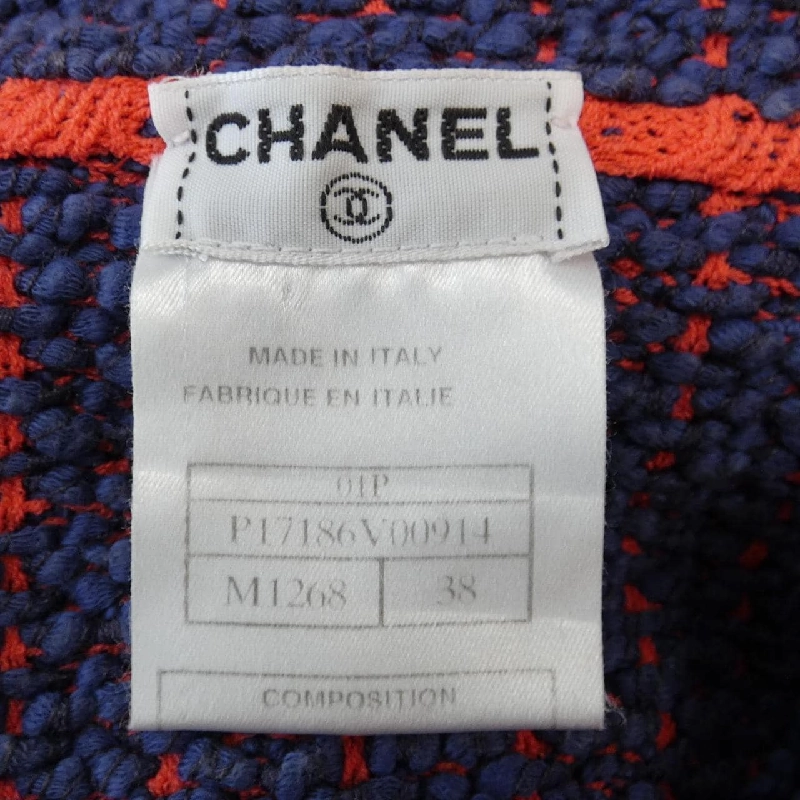 CHANEL
MADE IN ITALY
FABRIQUE EN ITALIE
01P
P17186V00914
M1268 38
COMPOSITION